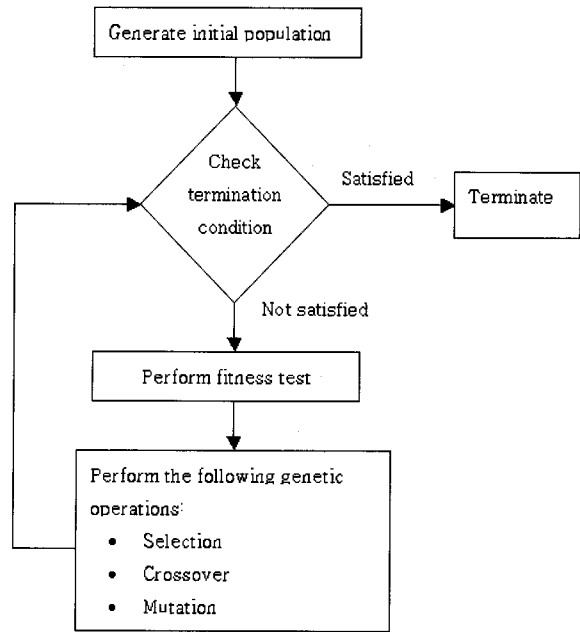 Generate initial population
Check
termination
condition
Satisfied
Terminate
Not satisfied
Perform fitness test
Perform the following genetic
operations:
• Selection
• Crossover
• Mutation